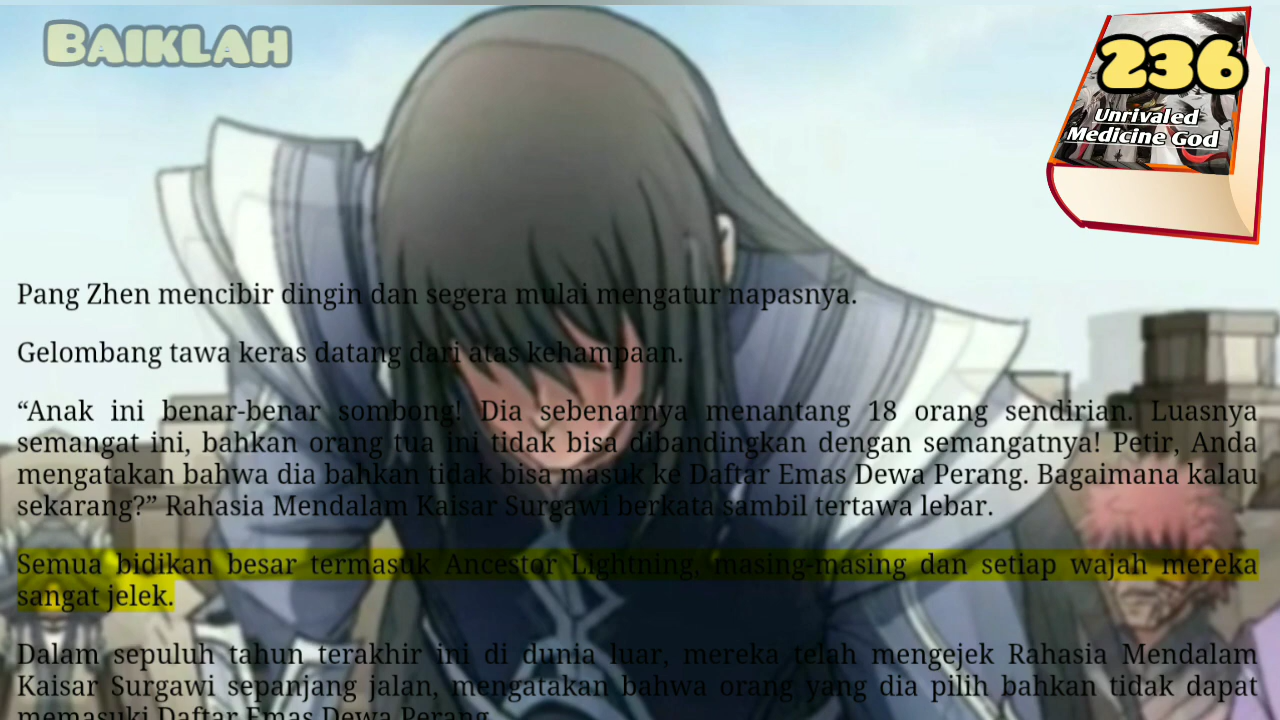 BAIKLAH
236
Unrivaled
Medicine God
Pang Zhen mencibir dingin dan segera mulai mengatur napasnya.
Gelombang tawa keras datang dari atas kehampaan.
“Anak ini benar-benar sombong! Dia sebenarnya menantang 18 orang sendirian. Luasnya
semangat ini, bahkan orang tua ini tidak bisa dibandingkan dengan semangatnya! Petir, Anda
mengatakan bahwa dia bahkan tidak bisa masuk ke Daftar Emas Dewa Perang. Bagaimana kalau
sekarang?” Rahasia Mendalam Kaisar Surgawi berkata sambil tertawa lebar.
Semua bidikan besar termasuk Ancestor Lightning, masing-masing dan setiap wajah mereka
sangat jelek.
Dalam sepuluh tahun terakhir ini di dunia luar, mereka telah mengejek Rahasia Mendalam
Kaisar Surgawi sepanjang jalan, mengatakan bahwa orang yang dia pilih bahkan tidak dapat
memasuki Daftar Emas Dewa Perang.